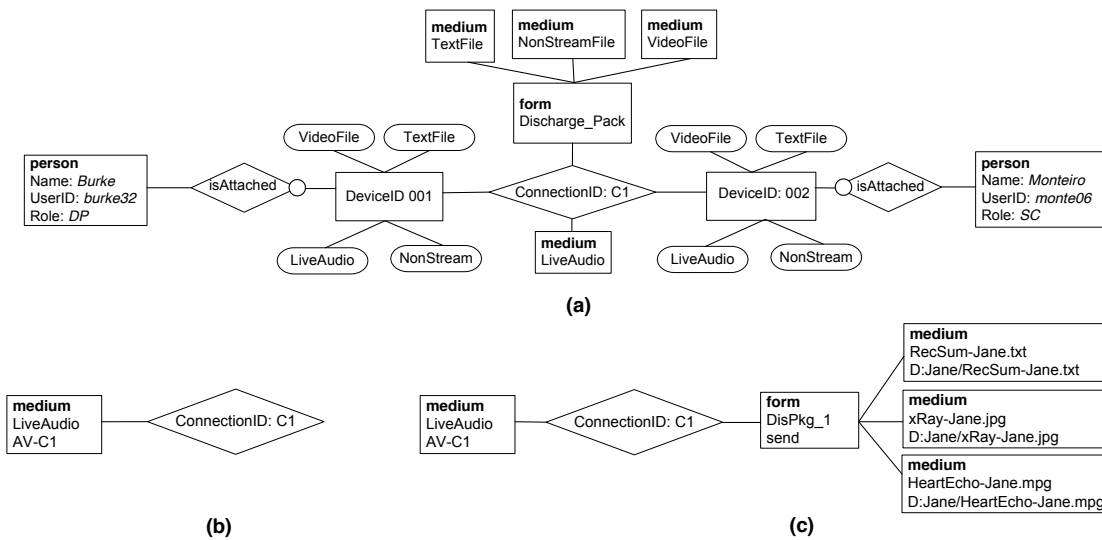 medium
TextFile
medium
NonStreamFile
medium
VideoFile
form
Discharge_Pack
VideoFile
TextFile
VideoFile
TextFile
person
Name: Burke
UserID: burke32
Role: DP
isAttached
DeviceID 001
ConnectionID: C1
DeviceID: 002
isAttached
person
Name: Monteiro
UserID: monte06
Role: SC
LiveAudio
NonStream
medium
LiveAudio
LiveAudio
NonStream
(a)
medium
LiveAudio
AV-C1
ConnectionID: C1
(b)
medium
LiveAudio
AV-C1
ConnectionID: C1
form
DisPkg_1
send
medium
RecSum-Jane.txt
D:Jane/RecSum-Jane.txt
medium
xRay-Jane.jpg
D:Jane/xRay-Jane.jpg
medium
HeartEcho-Jane.mpg
D:Jane/HeartEcho-Jane.mpg
(c)